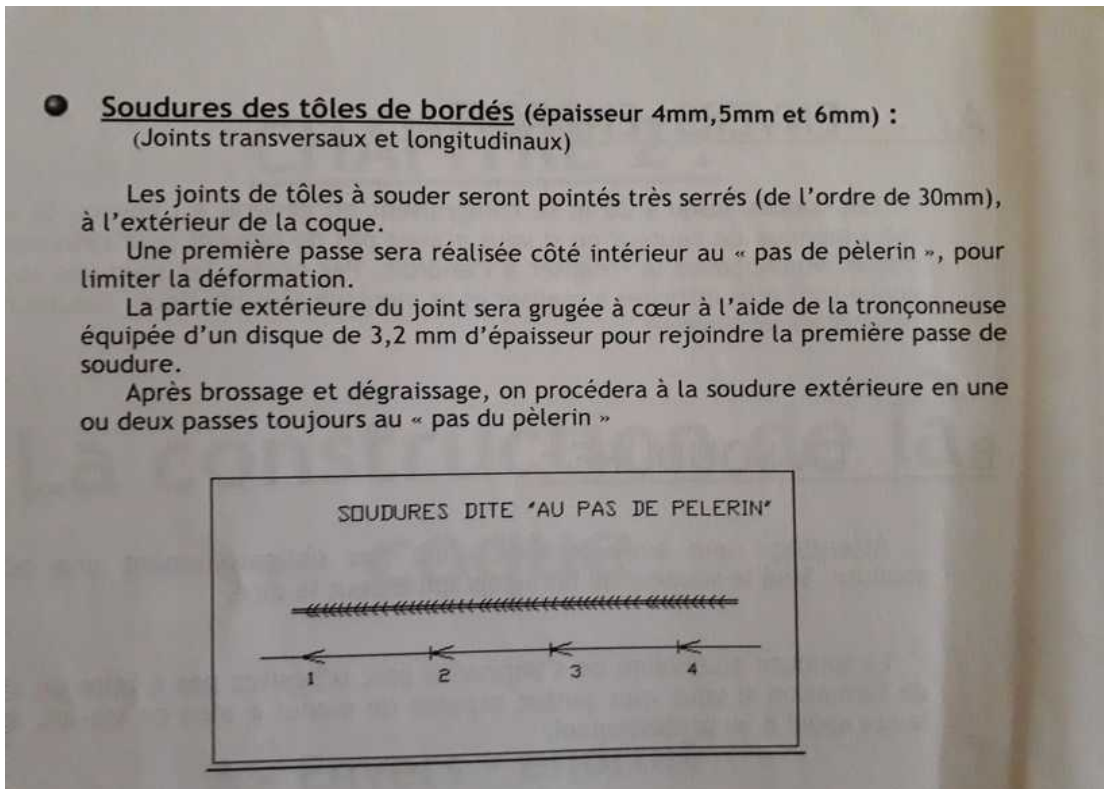 Soudures des tôles de bordés (épaisseur 4mm,5mm et 6mm) :
(Joints transversaux et longitudinaux)
Les joints de tôles à souder seront pointés très serrés (de l'ordre de 30mm),
à l'extérieur de la coque.
Une première passe sera réalisée côté intérieur au « pas de pèlerin », pour
limiter la déformation.
La partie extérieure du joint sera grugée à cœur à l'aide de la tronçonneuse
équipée d'un disque de 3,2 mm d'épaisseur pour rejoindre la première passe de
soudure.
Après brossage et dégraissage, on procédera à la soudure extérieure en une
ou deux passes toujours au « pas du pèlerin »
SOUDURES DITE "AU PAS DE PELERIN"
1 2 3 4